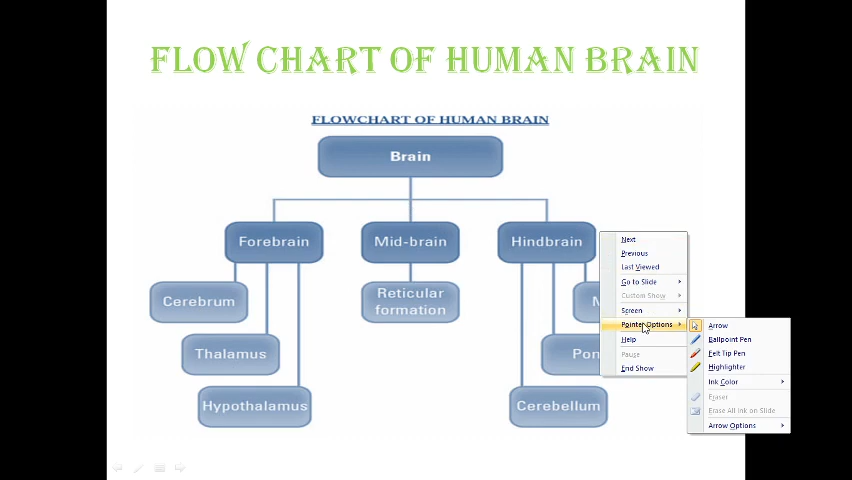 FLOW CHART OF HUMAN BRAIN
FLOWCHART OF HUMAN BRAIN
Brain
Forebrain
Mid-brain
Hindbrain
Cerebrum
Reticular
formation
Thalamus
Hypothalamus
Cerebellum
Next
Previous
Last Viewed
Go to Slide
Custom Show
Screen
Pointer Options
Help
Pause
End Show
Arrow
Ballpoint Pen
Felt Tip Pen
Highlighter
Ink Color
Eraser
Erase All Ink on Slide
Arrow Options